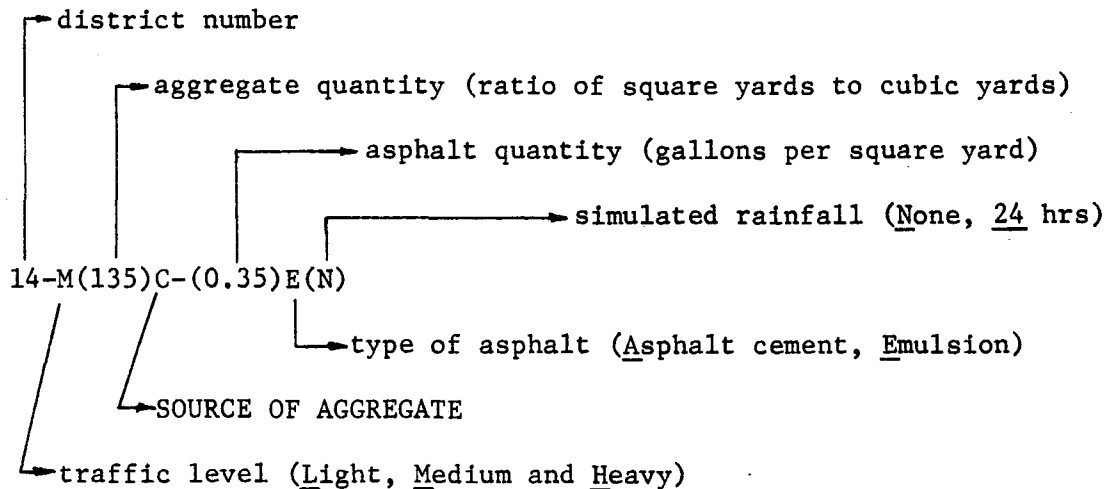 district number
aggregate quantity (ratio of square yards to cubic yards)
asphalt quantity (gallons per square yard)
simulated rainfall (None, 24 hrs)
14-M(135)C-(0.35)E(N)
type of asphalt (Asphalt cement, Emulsion)
SOURCE OF AGGREGATE
traffic level (Light, Medium and Heavy)